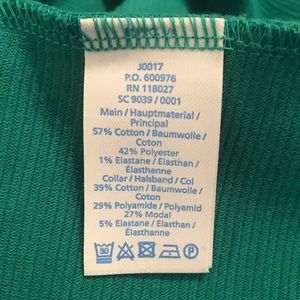 J0017
P.O. 600976
RN 118027
SC 9039 / 0001
Main / Hauptmaterial /
Principal
57% Cotton / Baumwolle /
Coton
42% Polyester
1% Elastane / Elasthan /
Élasthanne
Collar / Halsband / Col
39% Cotton / Baumwolle /
Coton
29% Polyamide / Polyamid
27% Modal
5% Elastane / Elasthan /
Élasthanne
P